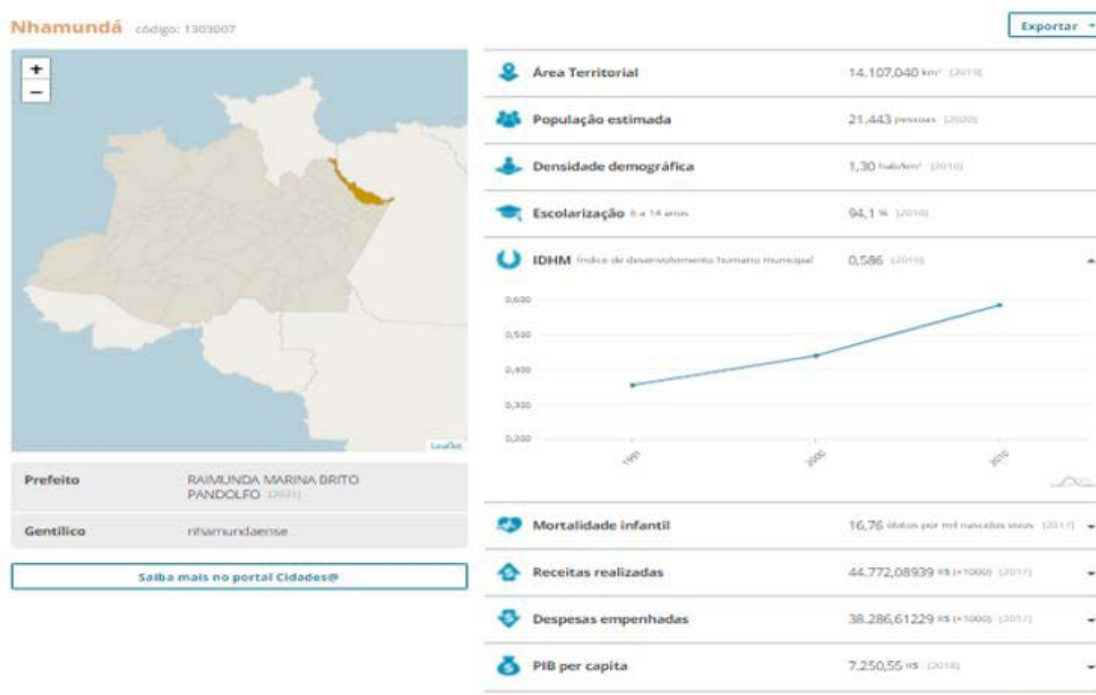 Nhamundá código: 1303007
Exportar
+
−
Leaflet
Prefeito RAIMUNDA MARINA BRITO
PANDOLFO [2021]
Gentílico nhamundaense
Saiba mais no portal Cidades@
Área Territorial 14.107,040 km² [2019]
População estimada 21.443 pessoas [2020]
Densidade demográfica 1,30 hab/km² [2010]
Escolarização 6 a 14 anos 94,1 % [2010]
IDHM Índice de desenvolvimento humano municipal 0,586 [2010]
0,600
0,500
0,400
0,300
0,200
1991
2000
2010
Mortalidade infantil 16,76 óbitos por mil nascidos vivos [2017]
Receitas realizadas 44.772,08939 R$ (×1000) [2017]
Despesas empenhadas 38.286,61229 R$ (×1000) [2017]
PIB per capita 7.250,55 R$ [2018]